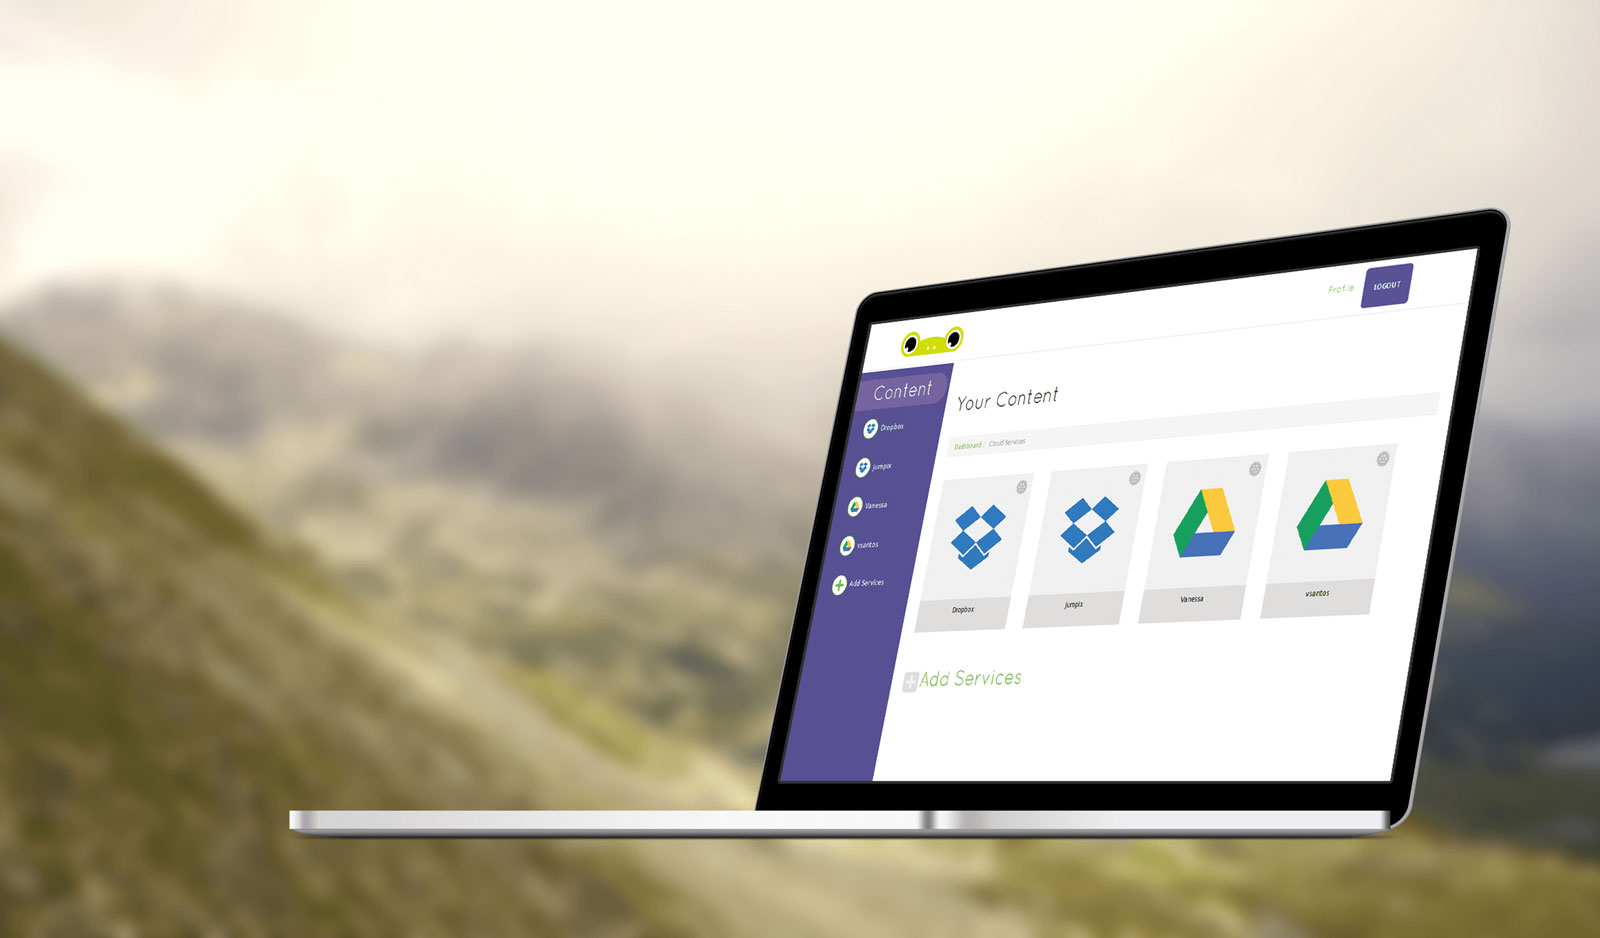 Profile
LOGOUT
Content
Dropbox
jumpix
Vanessa
vsantos
Add Services
Your Content
Dashboard / Cloud Services
Dropbox
jumpix
Vanessa
vsantos
Add Services